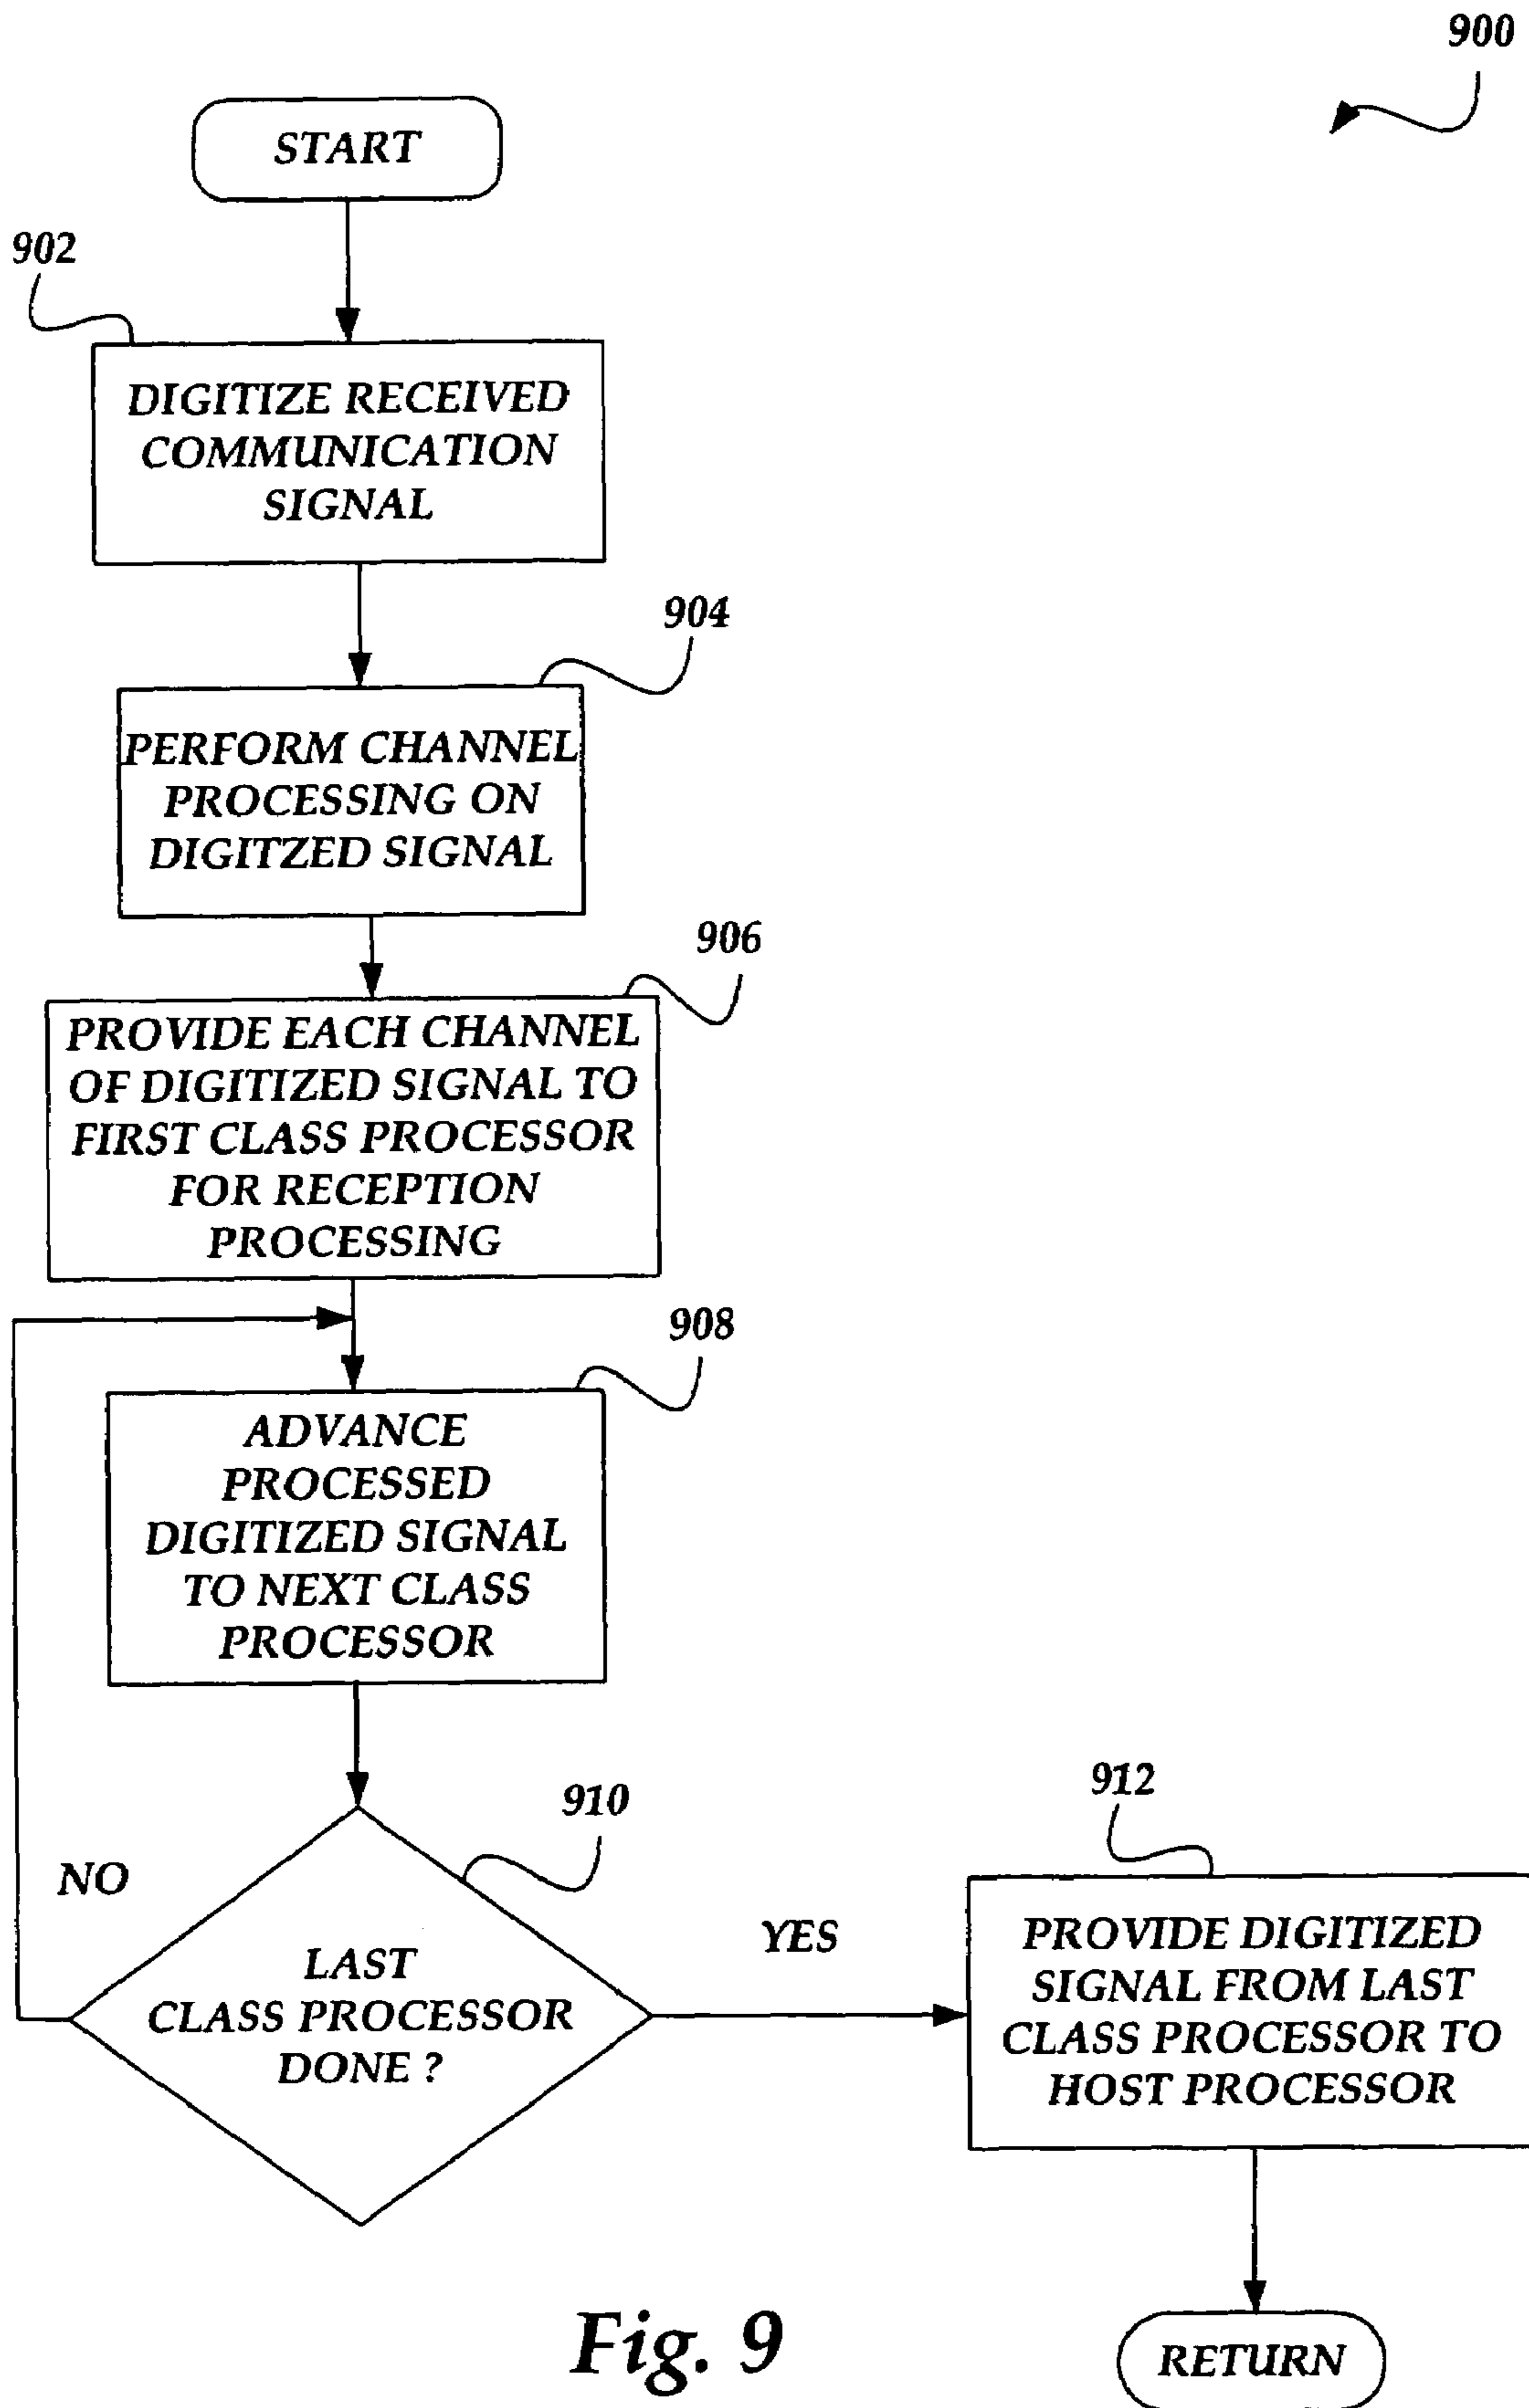 900
START
902
DIGITIZE RECEIVED
COMMUNICATION
SIGNAL
904
PERFORM CHANNEL
PROCESSING ON
DIGITZED SIGNAL
906
PROVIDE EACH CHANNEL
OF DIGITIZED SIGNAL TO
FIRST CLASS PROCESSOR
FOR RECEPTION
PROCESSING
908
ADVANCE
PROCESSED
DIGITIZED SIGNAL
TO NEXT CLASS
PROCESSOR
910
NO
LAST
CLASS PROCESSOR
DONE ?
YES
912
PROVIDE DIGITIZED
SIGNAL FROM LAST
CLASS PROCESSOR TO
HOST PROCESSOR
RETURN
Fig. 9